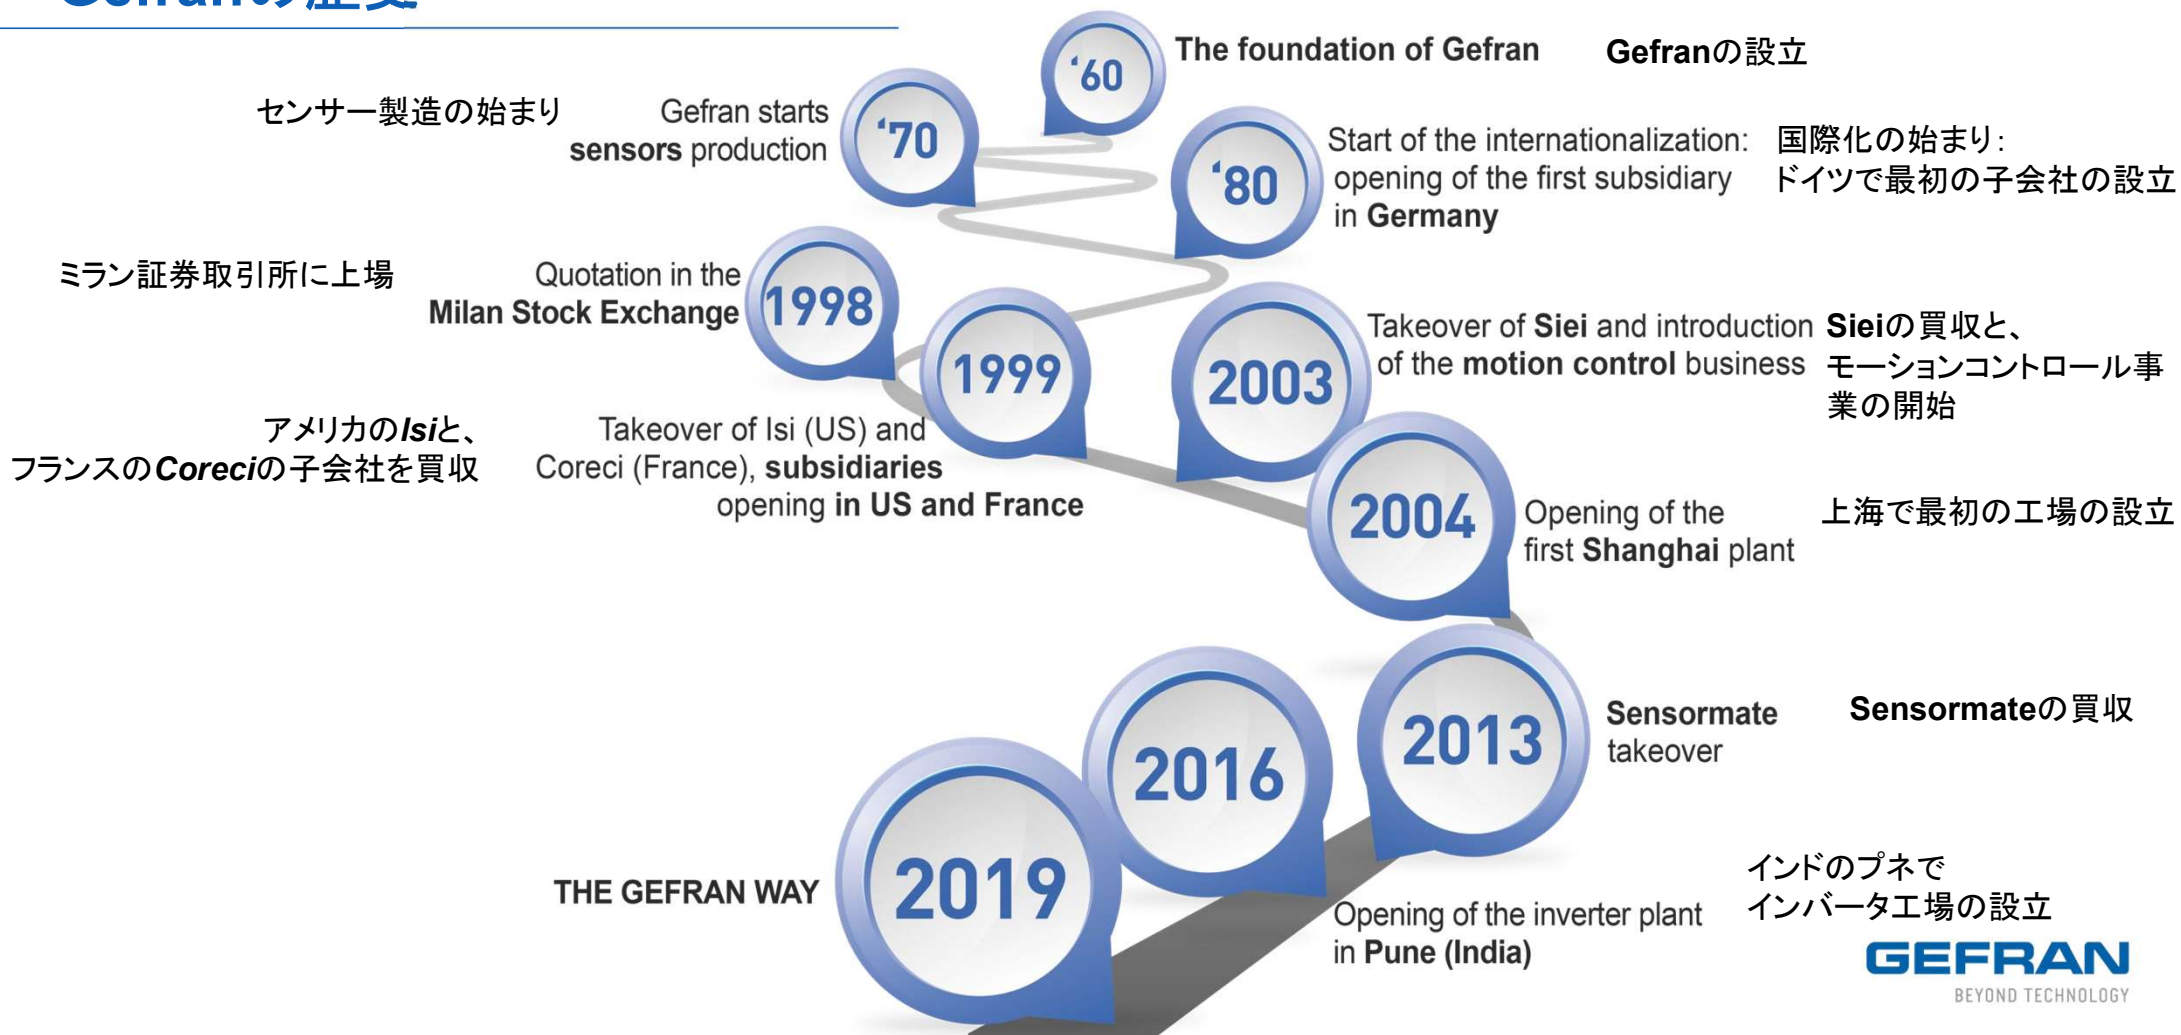 Gefranの歴史
'60
The foundation of Gefran
Gefranの設立
センサー製造の始まり
Gefran starts
sensors production
'70
'80
Start of the internationalization:
opening of the first subsidiary
in Germany
国際化の始まり:
ドイツで最初の子会社の設立
ミラン証券取引所に上場
Quotation in the
Milan Stock Exchange
1998
1999
アメリカのIsiと、
フランスのCoreciの子会社を買収
Takeover of Isi (US) and
Coreci (France), subsidiaries
opening in US and France
2003
Takeover of Siei and introduction
of the motion control business
Sieiの買収と、
モーションコントロール事
業の開始
2004
Opening of the
first Shanghai plant
上海で最初の工場の設立
2013
Sensormate
takeover
Sensormateの買収
2016
Opening of the inverter plant
in Pune (India)
インドのプネで
インバータ工場の設立
THE GEFRAN WAY
2019
GEFRAN
BEYOND TECHNOLOGY